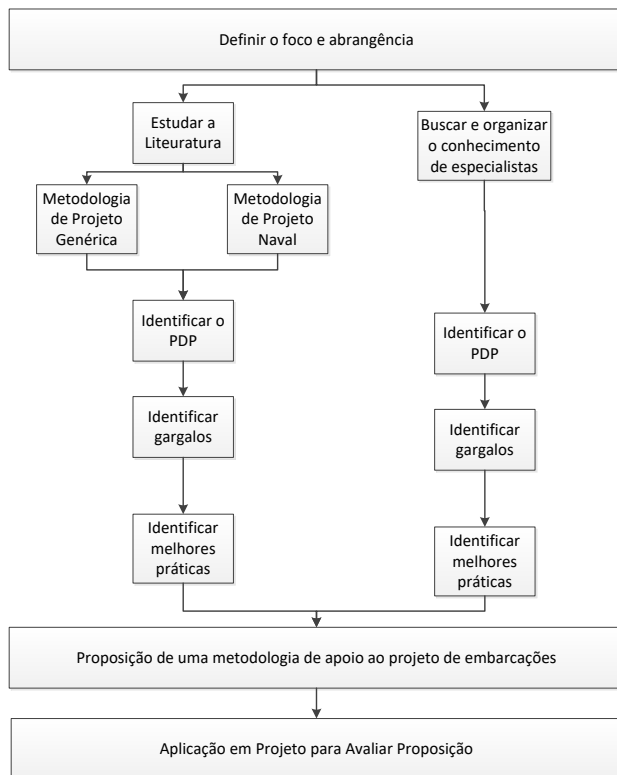 Definir o foco e abrangência
Estudar a
Liteuratura
Buscar e organizar
o conhecimento
de especialistas
Metodologia
de Projeto
Genérica
Metodologia
de Projeto
Naval
Identificar o
PDP
Identificar o
PDP
Identificar
gargalos
Identificar
gargalos
Identificar
melhores
práticas
Identificar
melhores
práticas
Proposição de uma metodologia de apoio ao projeto de embarcações
Aplicação em Projeto para Avaliar Proposição